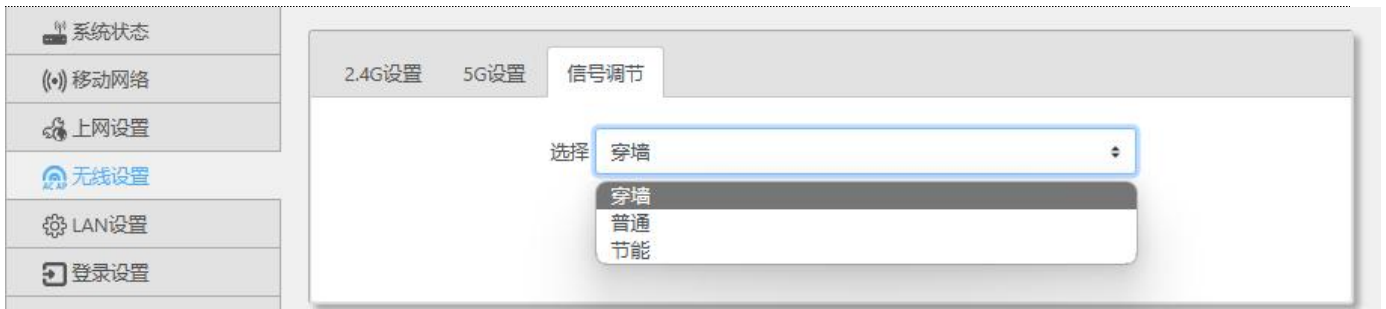 系统状态
移动网络
上网设置
AC AP 无线设置
LAN设置
登录设置
2.4G设置 5G设置 信号调节
选择 穿墙
穿墙
普通
节能